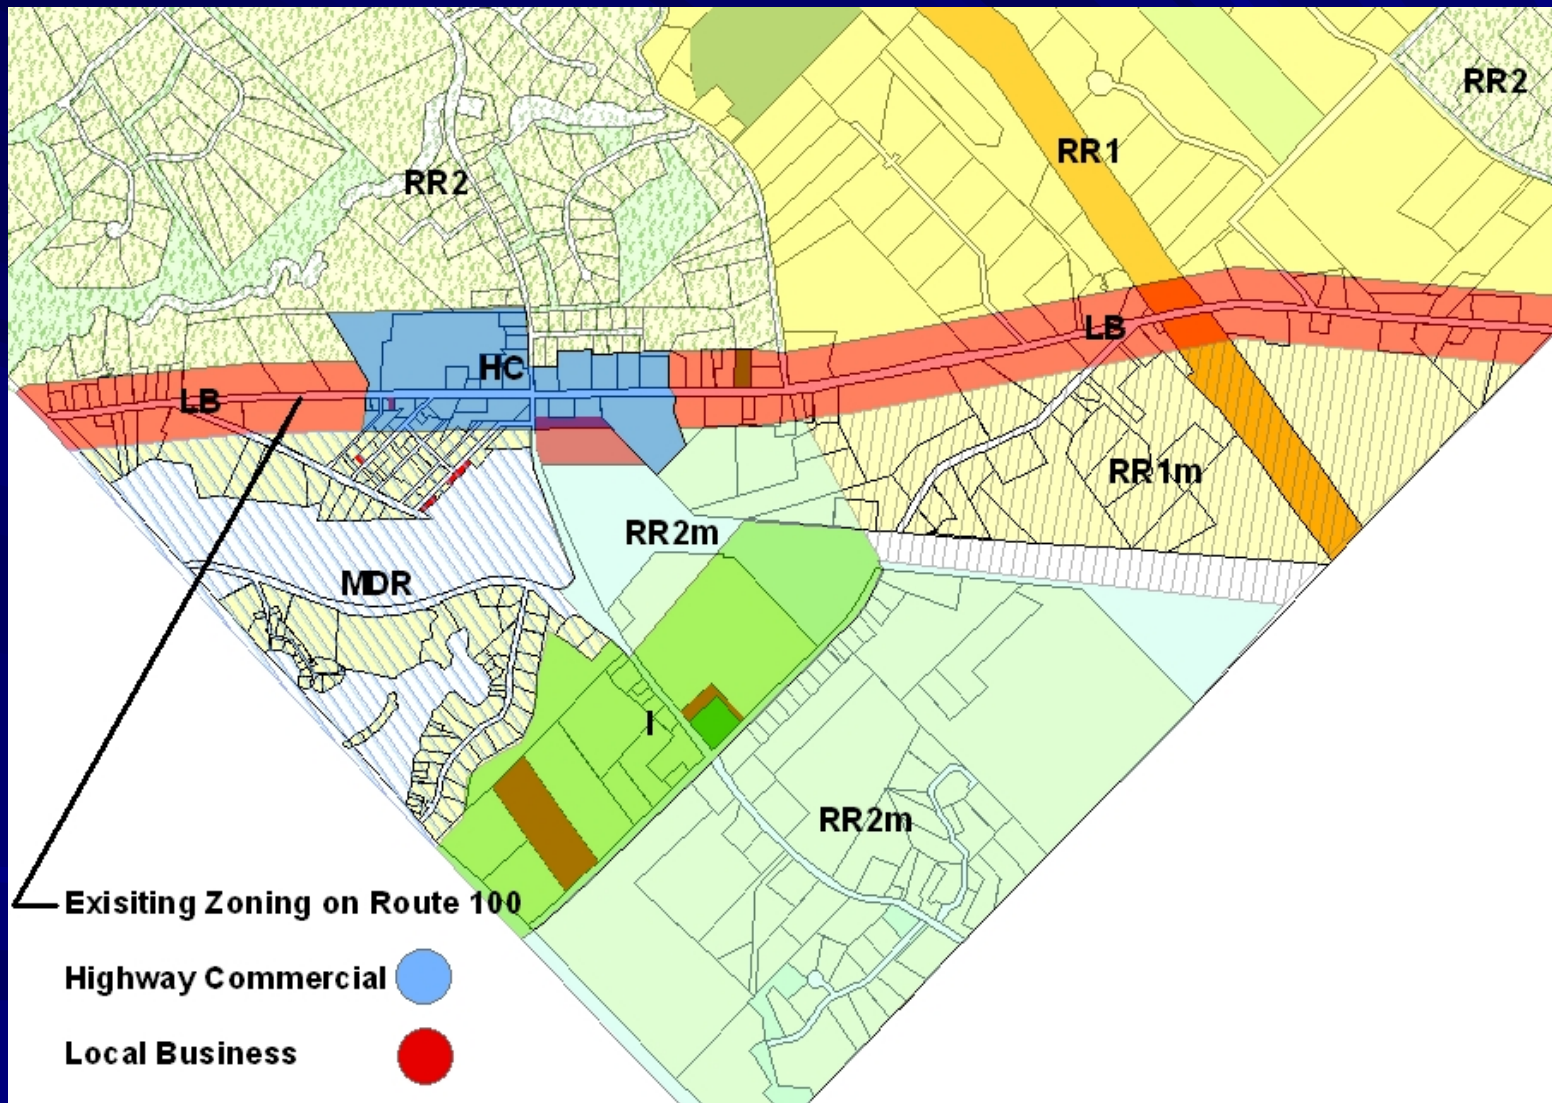 RR2
RR1
RR2
LB
HC
LB
RR1m
RR2m
MDR
I
RR2m
Exisiting Zoning on Route 100
Highway Commercial
Local Business